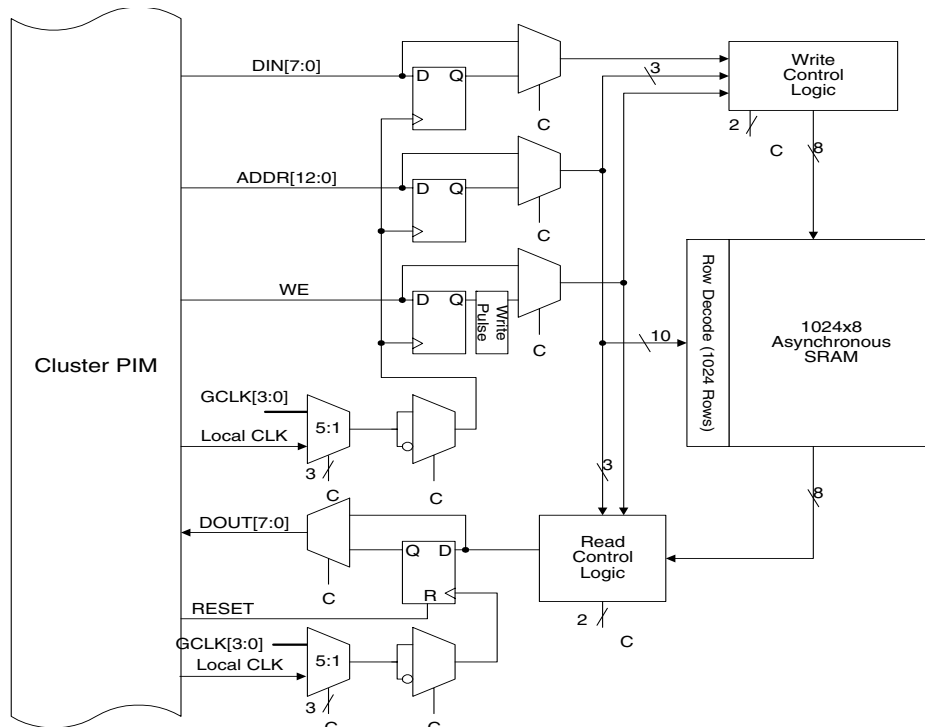 DIN[7:0]
D Q
C
3
Write
Control
Logic
2
C
8
ADDR[12:0]
D Q
C
WE
D Q
Write
Pulse
C
10
Row Decode (1024 Rows)
1024x8
Asynchronous
SRAM
Cluster PIM
GCLK[3:0]
Local CLK
5:1
3
C
C
3
8
DOUT[7:0]
C
Q D
R
Read
Control
Logic
2
C
RESET
GCLK[3:0]
Local CLK
5:1
3
C
C